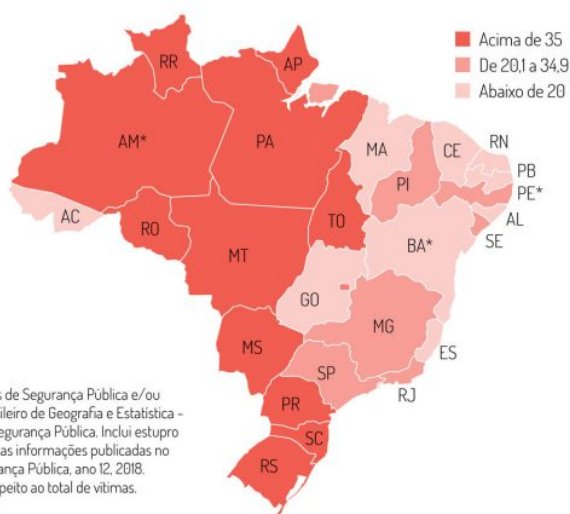 Acima de 35
De 20,1 a 34,9
Abaixo de 20
RR
AP
AM*
PA
MA
CE
RN
PB
PI
PE*
AL
SE
AC
RO
TO
BA*
MT
GO
MG
ES
MS
SP
RJ
PR
SC
RS
s de Segurança Pública e/ou
ileiro de Geografia e Estatística –
egurança Pública. Inclui estupro
as informações publicadas no
rança Pública, ano 12, 2018.
peito ao total de vítimas.